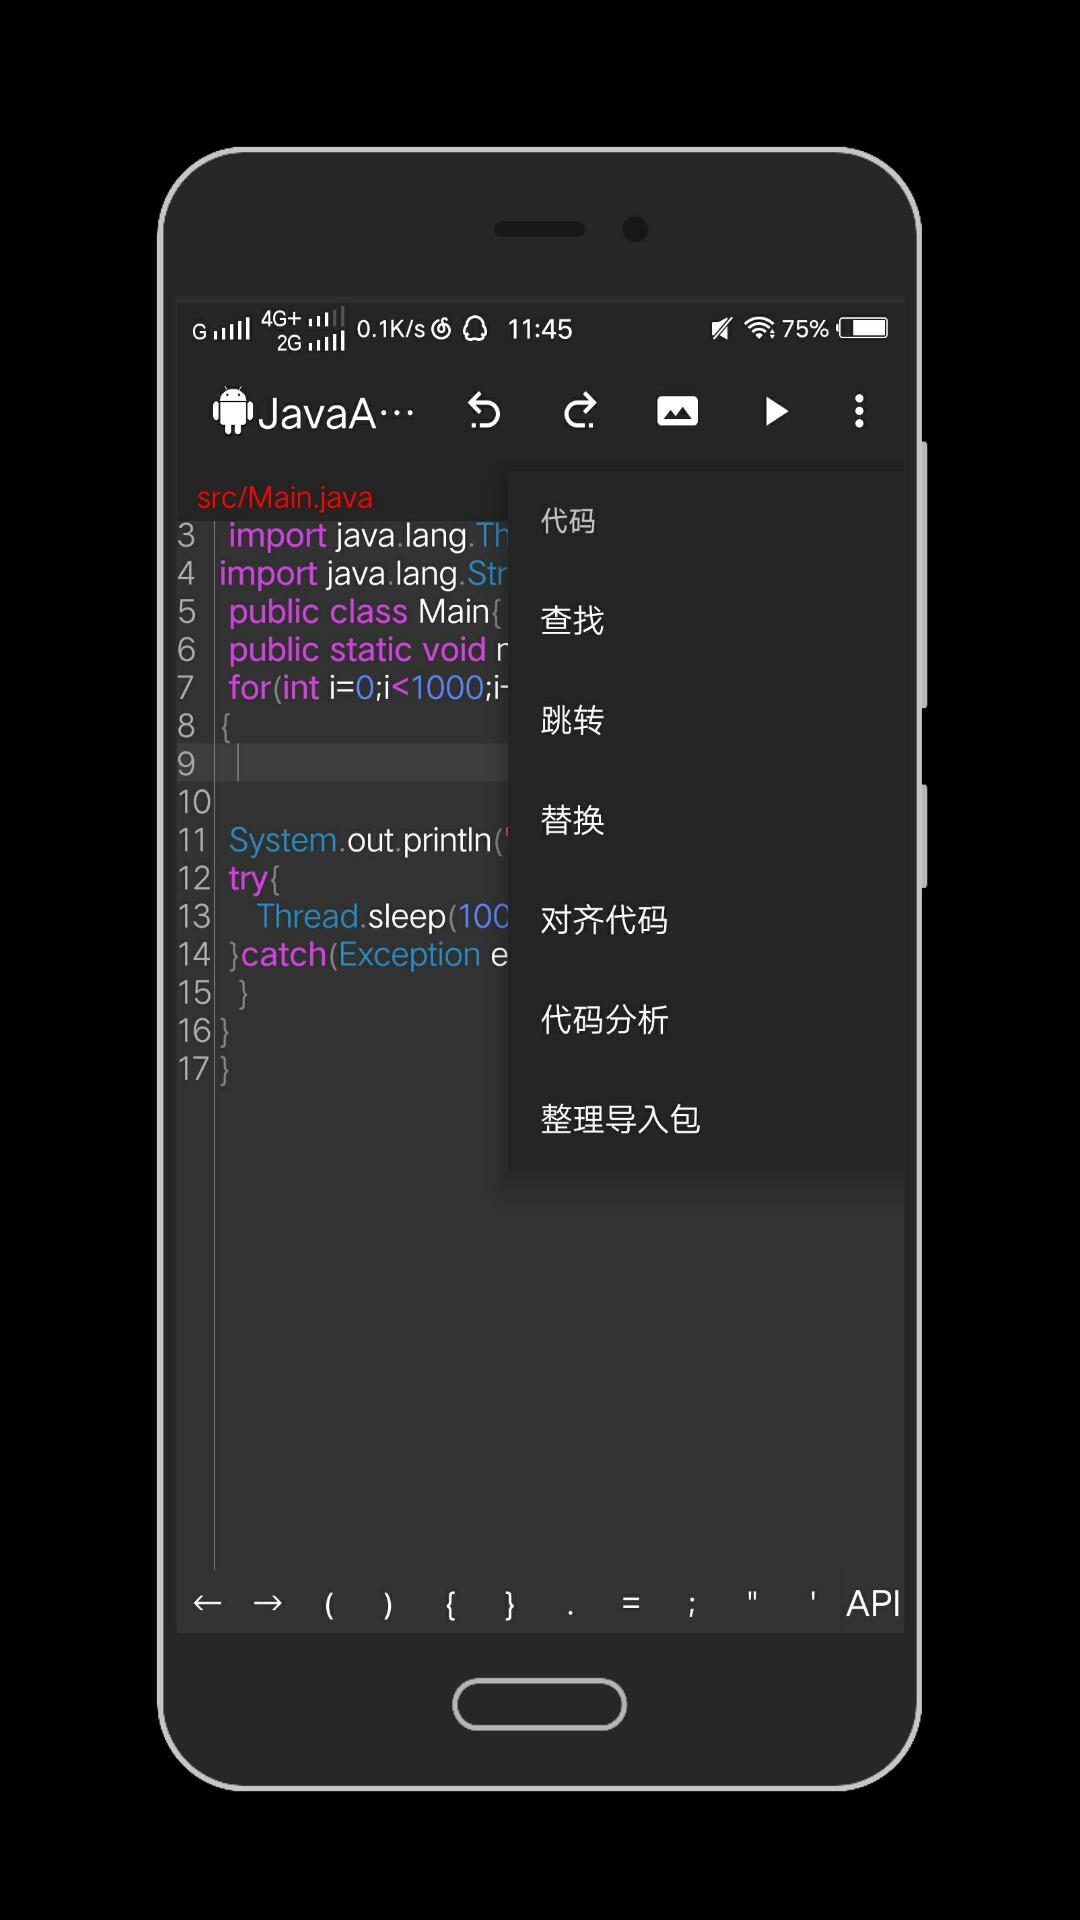 G 4G+ 2G 0.1K/s 11:45 75%
JavaA···
src/Main.java
代码
查找
跳转
替换
对齐代码
代码分析
整理导入包
3 import java.lang.Th
4 import java.lang.Str
5 public class Main{
6 public static void
7 for(int i=0;i<1000;i
8 {
9
10
11 System.out.println("
12 try{
13 Thread.sleep(100
14 }catch(Exception e
15 }
16 }
17 }
← → ( ) { } . = ; " ' API